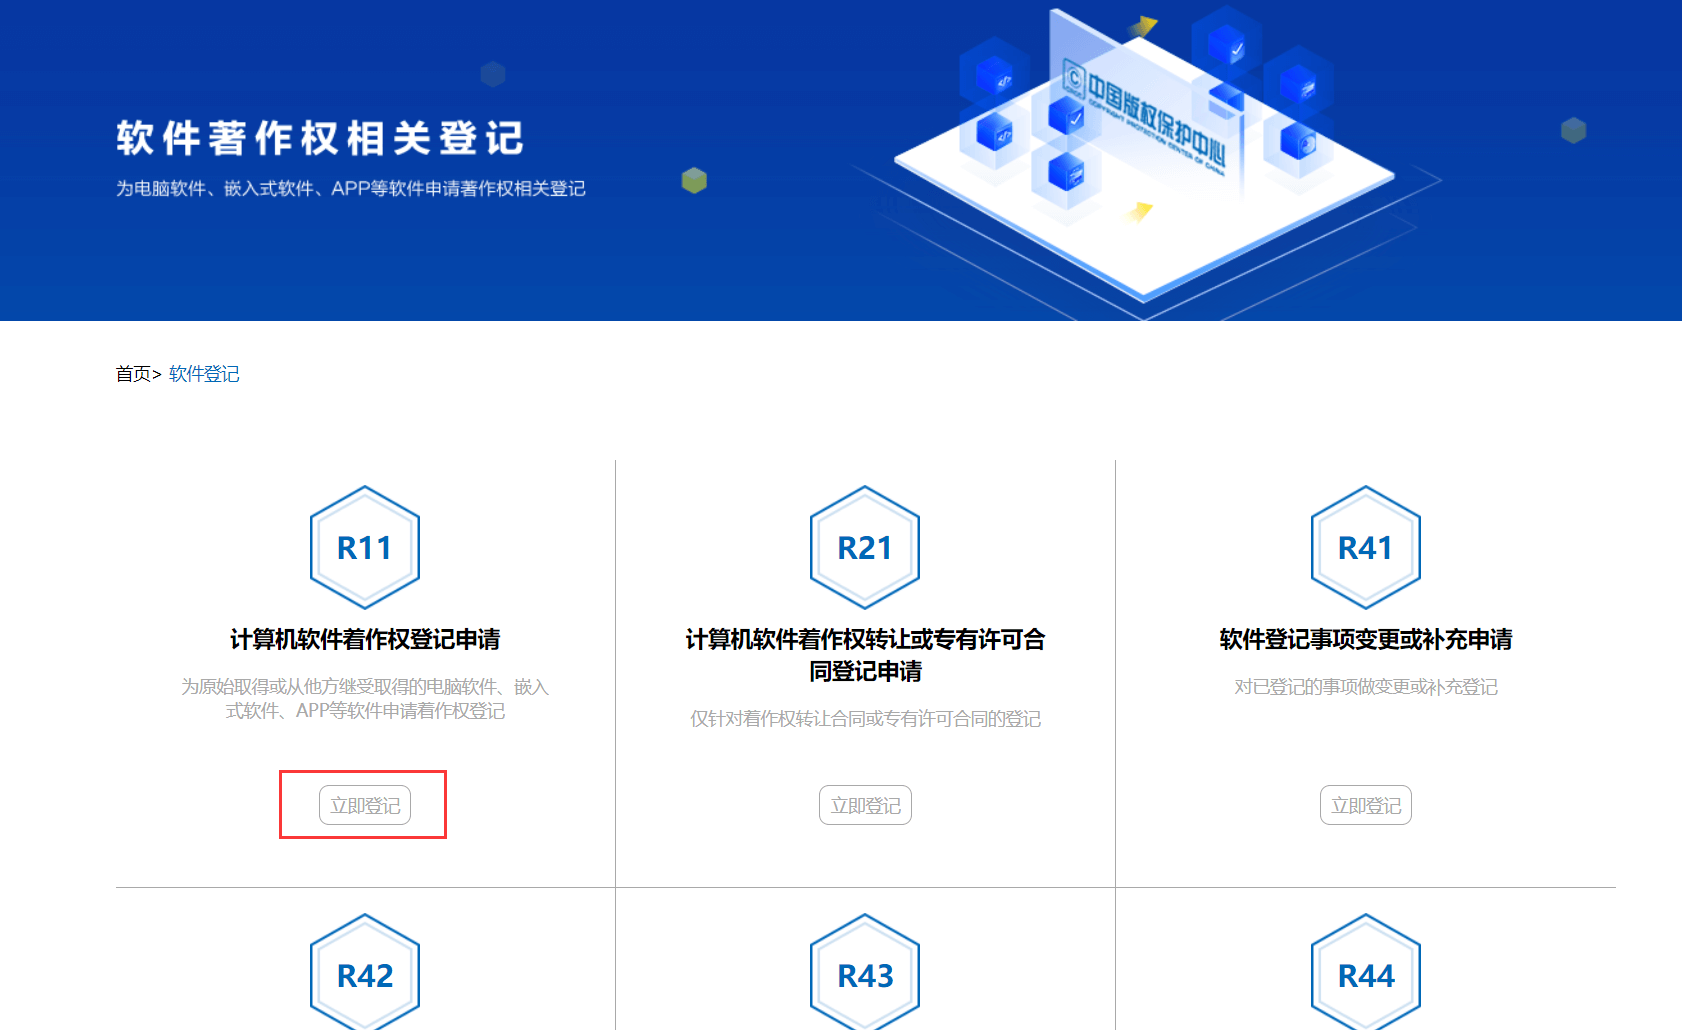 软件著作权相关登记
为电脑软件、嵌入式软件、APP等软件申请著作权相关登记
中国版权保护中心
COPYRIGHT PROTECTION CENTER OF CHINA
首页> 软件登记
R11
计算机软件着作权登记申请
为原始取得或从他方继受取得的电脑软件、嵌入
式软件、APP等软件申请着作权登记
立即登记
R21
计算机软件着作权转让或专有许可合
同登记申请
仅针对着作权转让合同或专有许可合同的登记
立即登记
R41
软件登记事项变更或补充申请
对已登记的事项做变更或补充登记
立即登记
R42
R43
R44